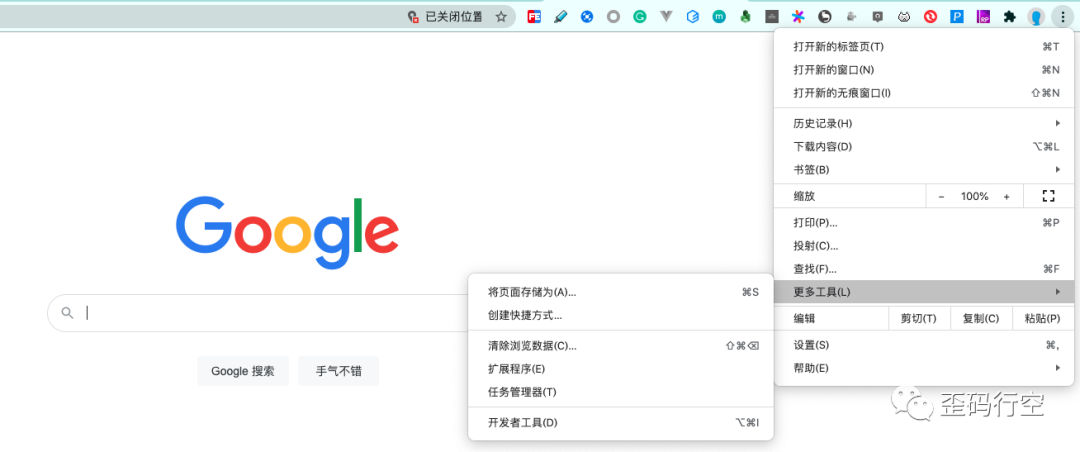 已关闭位置
打开新的标签页(T) ⌘T
打开新的窗口(N) ⌘N
打开新的无痕窗口(I) ⇧⌘N
历史记录(H)
下载内容(D) ⌥⌘L
书签(B)
缩放 − 100% +
打印(P)... ⌘P
投射(C)...
查找(F)... ⌘F
更多工具(L)
编辑 剪切(T) 复制(C) 粘贴(P)
设置(S) ⌘,
帮助(E)
Google
将页面存储为(A)... ⌘S
创建快捷方式...
清除浏览数据(C)... ⇧⌘⌫
扩展程序(E)
任务管理器(T)
开发者工具(D) ⌥⌘I
Google 搜索 手气不错
歪码行空